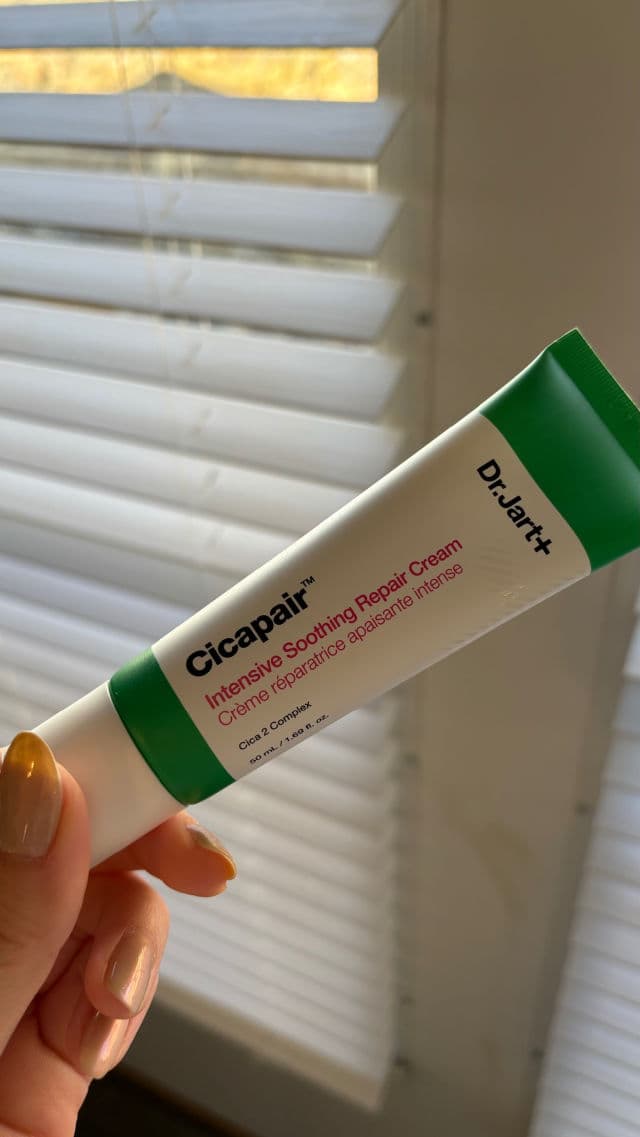 Dr.Jart+
Cicapair™
Intensive Soothing Repair Cream
Crème réparatrice apaisante intense
Cica 2 Complex
50 mL / 1.69 fl. oz.